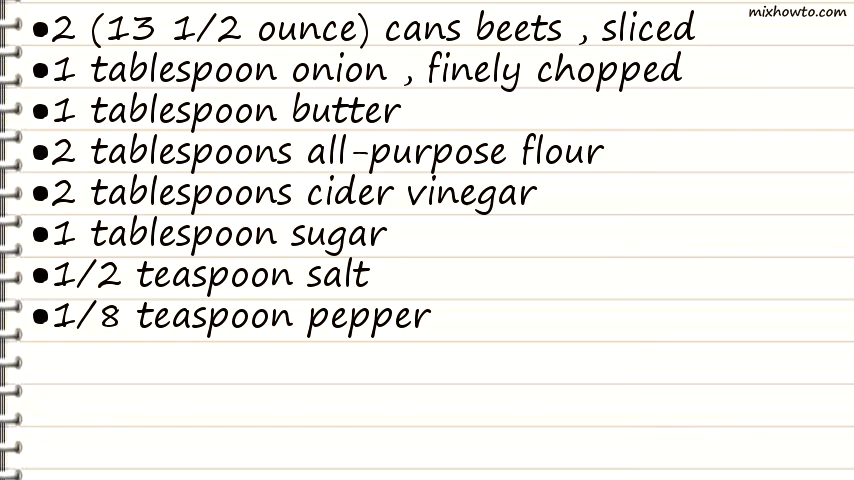 mixhowto.com
•2 (13 1/2 ounce) cans beets , sliced
•1 tablespoon onion , finely chopped
•1 tablespoon butter
•2 tablespoons all-purpose flour
•2 tablespoons cider vinegar
•1 tablespoon sugar
•1/2 teaspoon salt
•1/8 teaspoon pepper